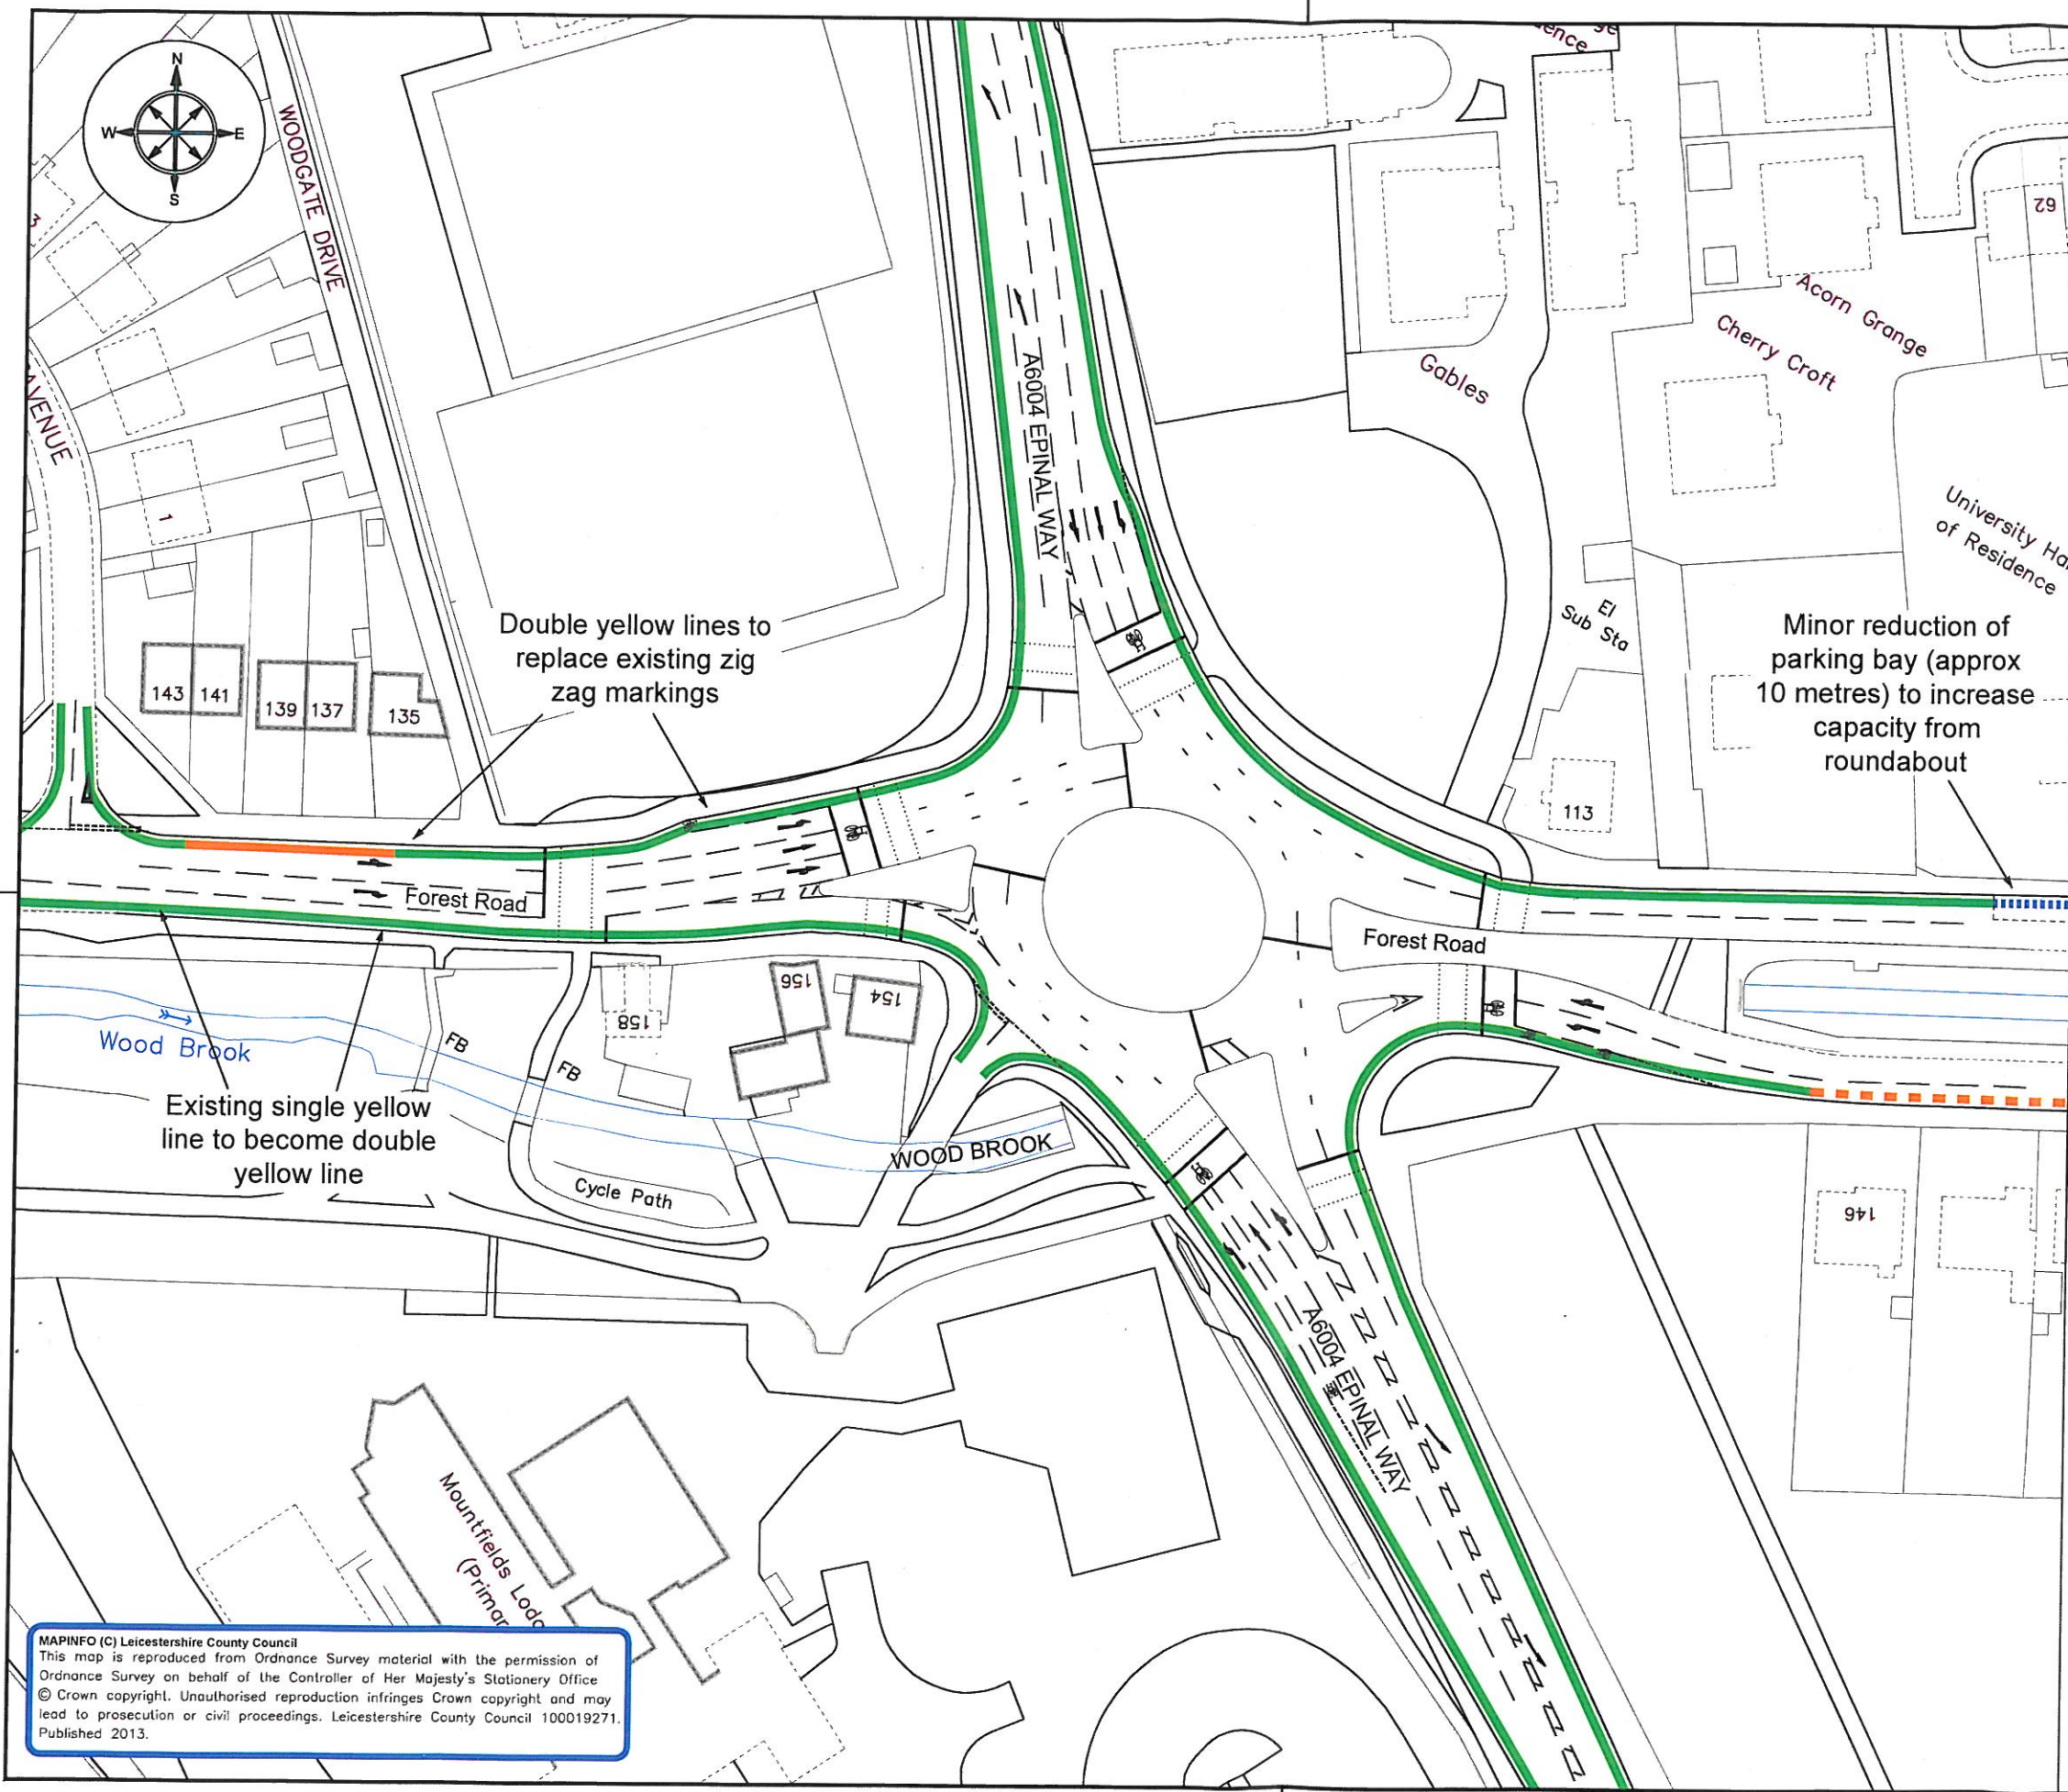 N
W
E
S
WOODGATE DRIVE
AVENUE
3
1
62
Acorn Grange
Cherry Croft
Gables
University
of Residence
A6004 EPINAL WAY
El
Sub Sta
Double yellow lines to
replace existing zig
zag markings
Minor reduction of
parking bay (approx
10 metres) to increase
capacity from
roundabout
143
141
139
137
135
113
Forest Road
Forest Road
156
154
158
146
Wood Brook
FB
FB
WOOD BROOK
Cycle Path
Existing single yellow
line to become double
yellow line
A6004 EPINAL WAY
Mountfields
MAPINFO (C) Leicestershire County Council
This map is reproduced from Ordnance Survey material with the permission of
Ordnance Survey on behalf of the Controller of Her Majesty's Stationery Office
© Crown copyright. Unauthorised reproduction infringes Crown copyright and may
lead to prosecution or civil proceedings. Leicestershire County Council 100019271.
Published 2013.